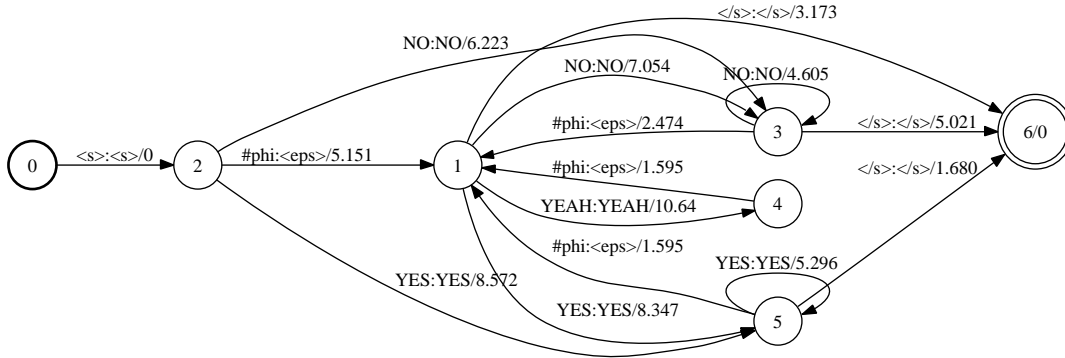 </s>:</s>/3.173
NO:NO/6.223
NO:NO/7.054
NO:NO/4.605
#phi:<eps>/2.474
3
</s>:</s>/5.021
6/0
0
<s>:<s>/0
2
#phi:<eps>/5.151
1
#phi:<eps>/1.595
</s>:</s>/1.680
YEAH:YEAH/10.64
4
#phi:<eps>/1.595
YES:YES/5.296
YES:YES/8.572
YES:YES/8.347
5